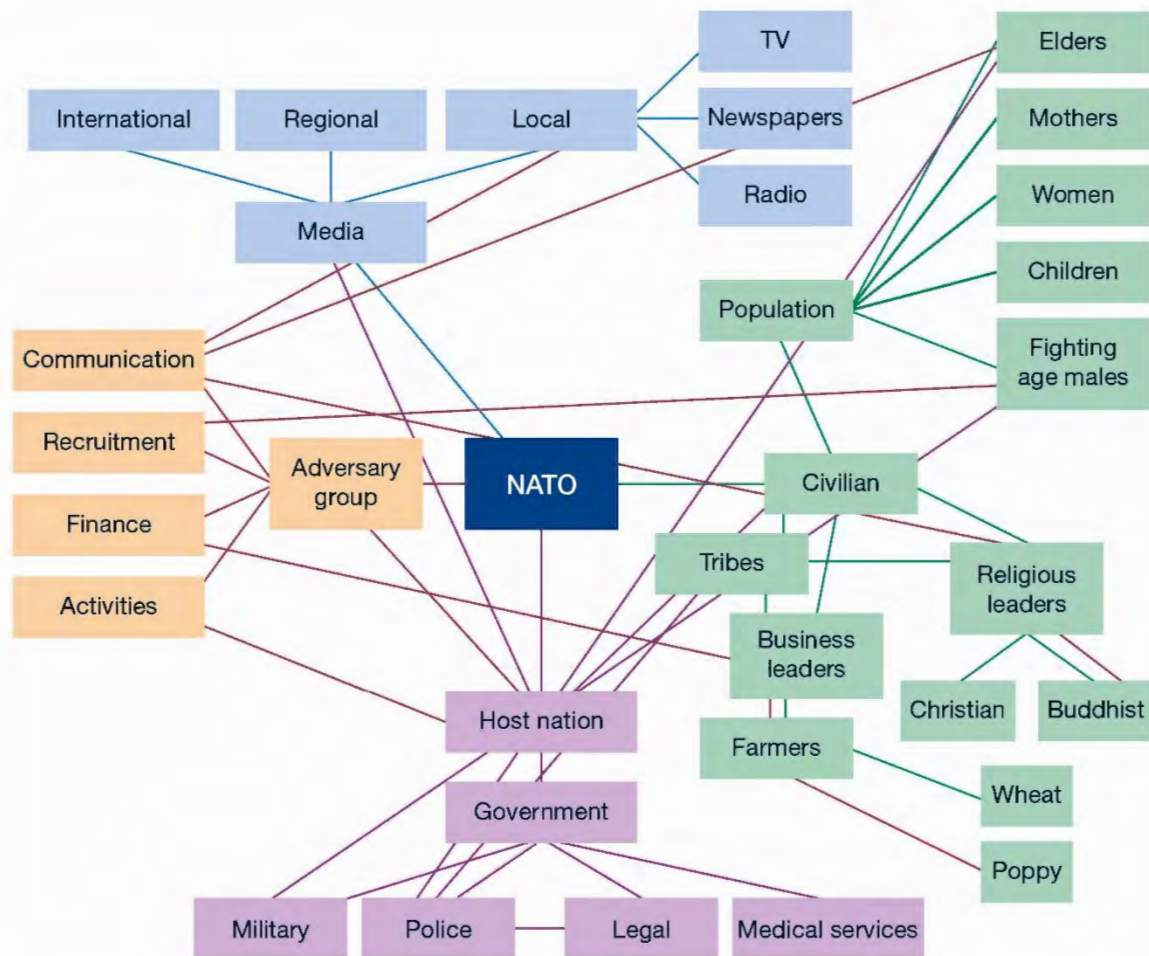 TV
Elders
International
Regional
Local
Newspapers
Mothers
Radio
Women
Media
Children
Population
Communication
Fighting
age males
Recruitment
Adversary
group
NATO
Civilian
Finance
Tribes
Religious
leaders
Activities
Business
leaders
Host nation
Christian
Buddhist
Farmers
Wheat
Government
Poppy
Military
Police
Legal
Medical services